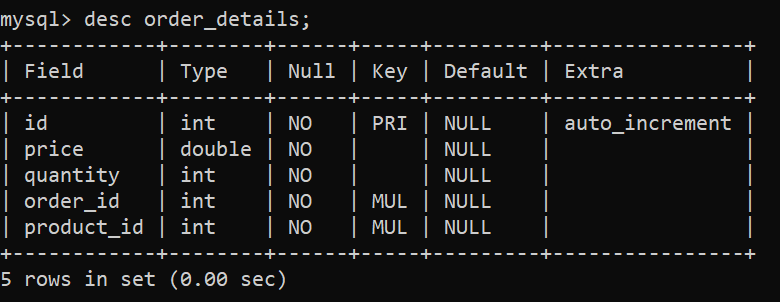 mysql> desc order_details;
+------------+--------+------+-----+---------+----------------+
| Field      | Type   | Null | Key | Default | Extra          |
+------------+--------+------+-----+---------+----------------+
| id         | int    | NO   | PRI | NULL    | auto_increment |
| price      | double | NO   |     | NULL    |                |
| quantity   | int    | NO   |     | NULL    |                |
| order_id   | int    | NO   | MUL | NULL    |                |
| product_id | int    | NO   | MUL | NULL    |                |
+------------+--------+------+-----+---------+----------------+
5 rows in set (0.00 sec)